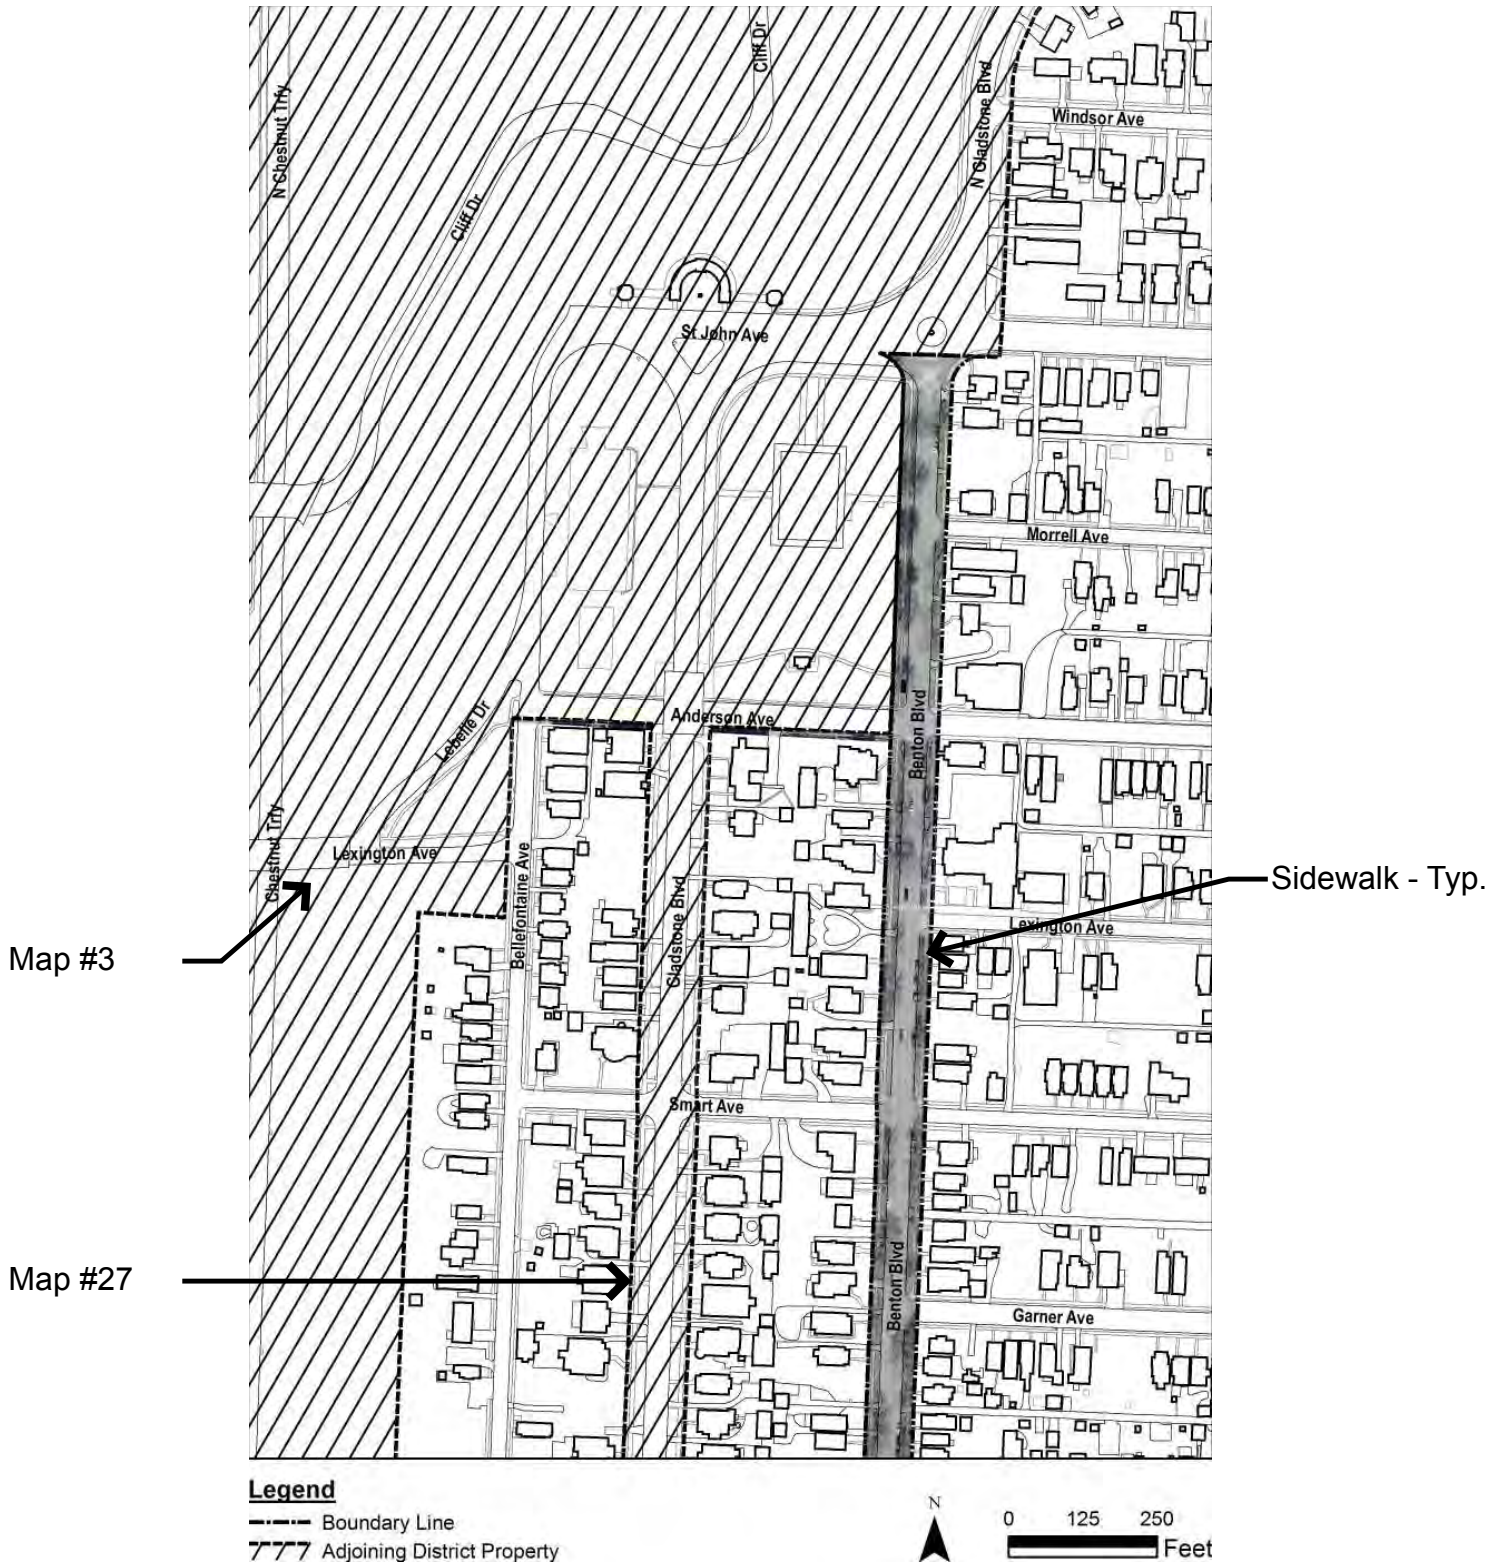 Cliff Dr
N Gladstone Blvd
N Chestnut Trfy
Windsor Ave
Cliff Dr
St John Ave
Morrell Ave
Anderson Ave
Benton Blvd
Lebelle Dr
Chestnut Trfy
Lexington Ave
Bellefontaine Ave
Gladstone Blvd
Sidewalk - Typ.
Lexington Ave
Map #3
Smart Ave
Map #27
Benton Blvd
Garner Ave
Legend
Boundary Line
Adjoining District Property
N
0 125 250
Feet